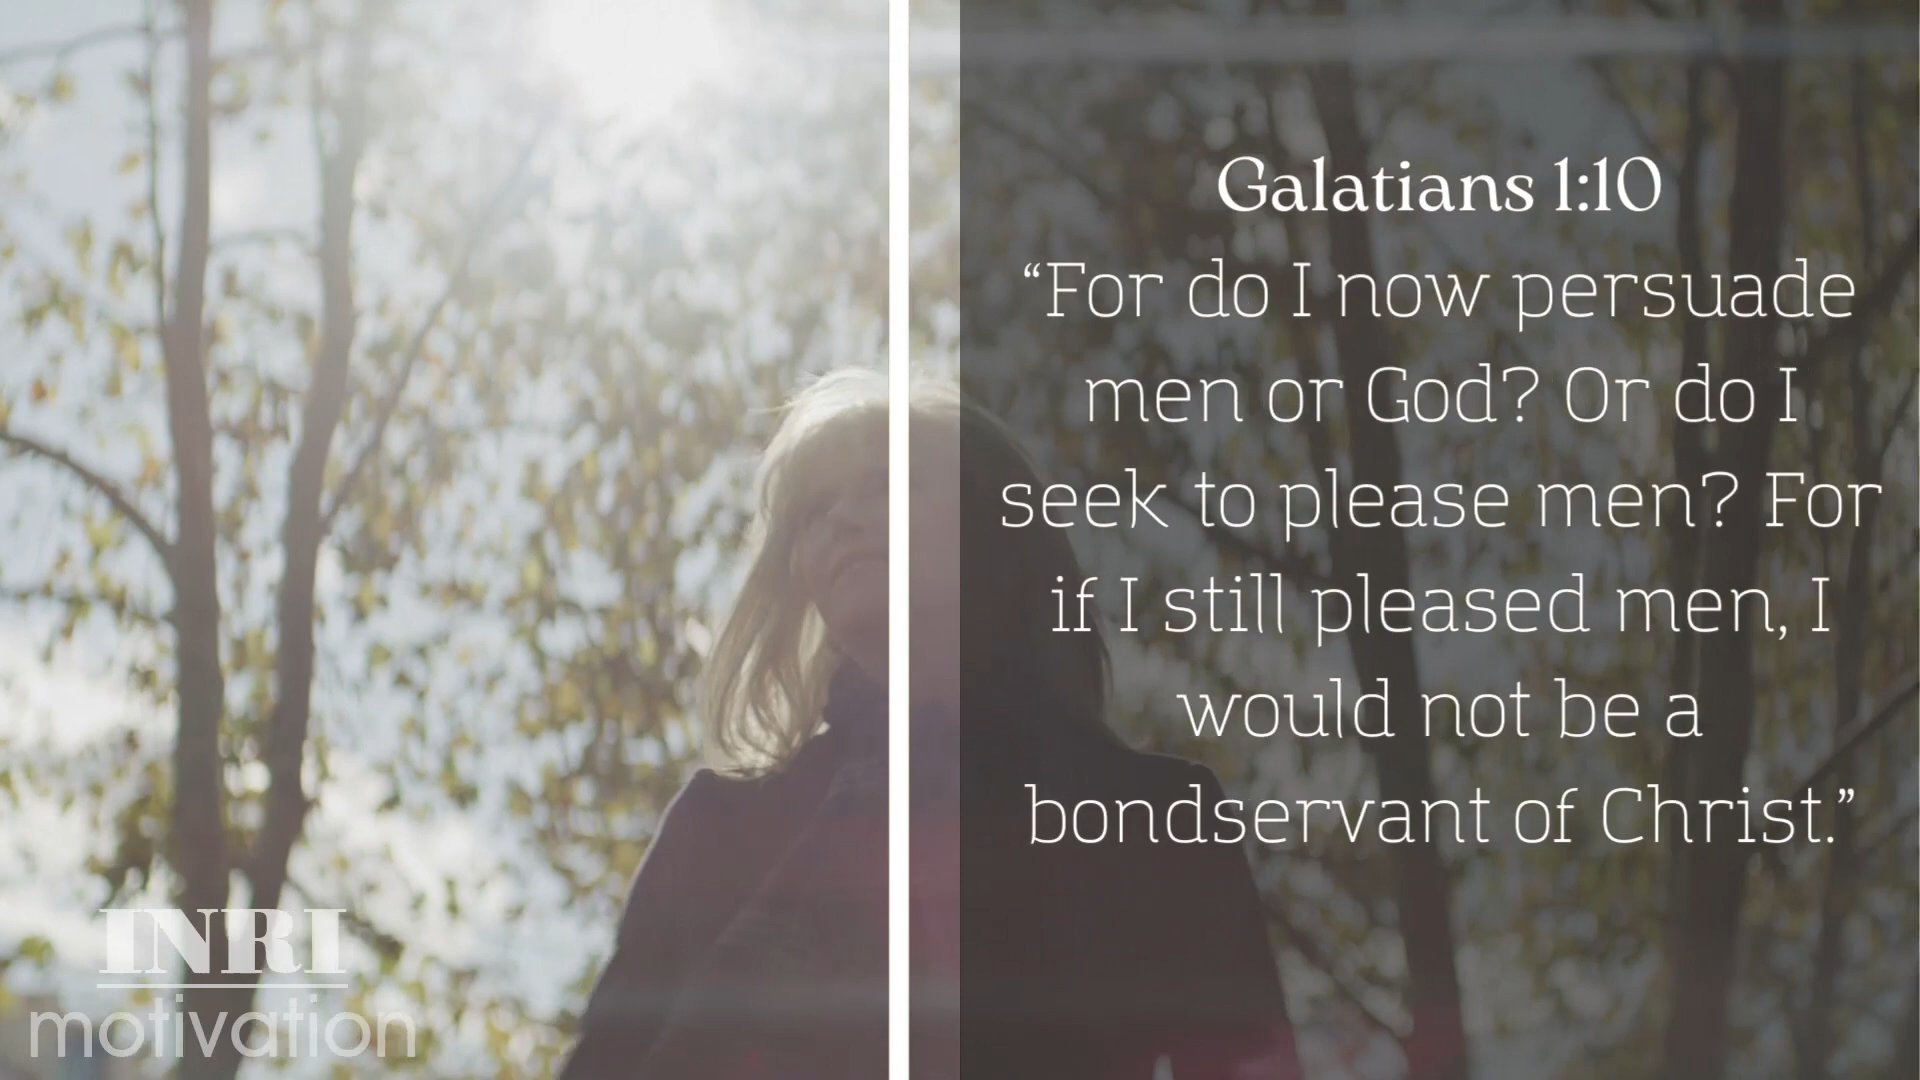 Galatians 1:10
“For do I now persuade
men or God? Or do I
seek to please men? For
if I still pleased men, I
would not be a
bondservant of Christ.”
INRI
motivation